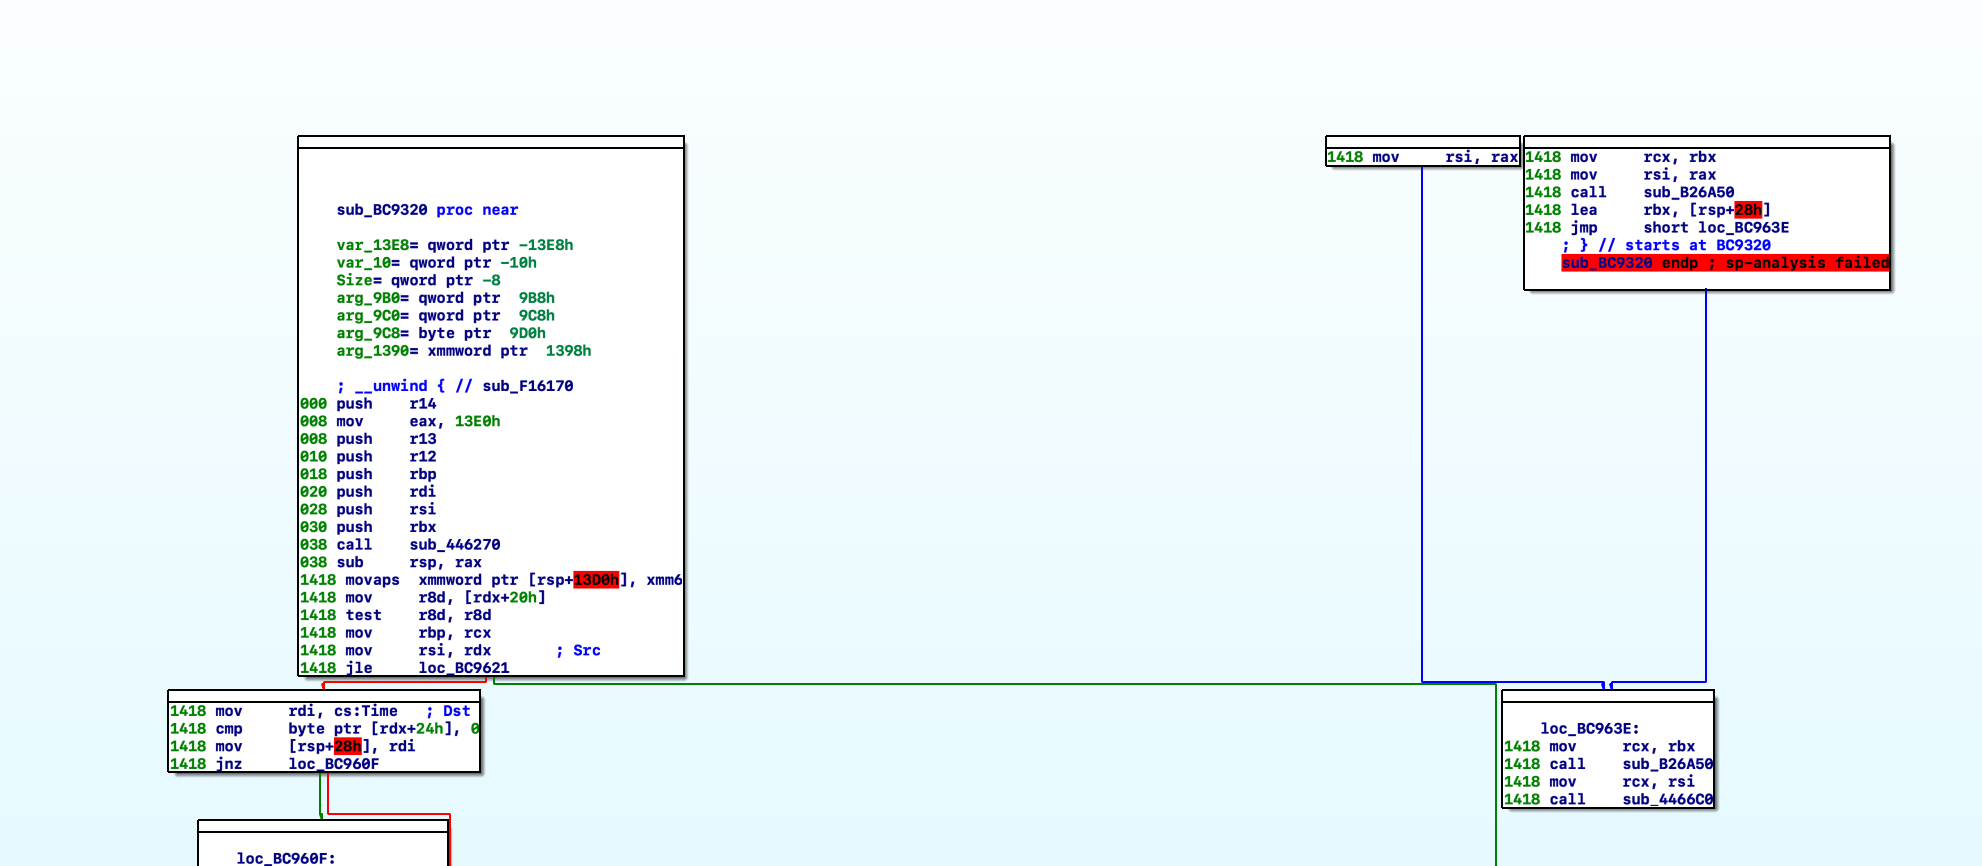 sub_BC9320 proc near
var_13E8= qword ptr -13E8h
var_10= qword ptr -10h
Size= qword ptr -8
arg_9B0= qword ptr  9B8h
arg_9C0= qword ptr  9C8h
arg_9C8= byte ptr  9D0h
arg_1390= xmmword ptr  1398h
; __unwind { // sub_F16170
000 push    r14
008 mov     eax, 13E0h
008 push    r13
010 push    r12
018 push    rbp
020 push    rdi
028 push    rsi
030 push    rbx
038 call    sub_446270
038 sub     rsp, rax
1418 movaps  xmmword ptr [rsp+13D0h], xmm6
1418 mov     r8d, [rdx+20h]
1418 test    r8d, r8d
1418 mov     rbp, rcx
1418 mov     rsi, rdx       ; Src
1418 jle     loc_BC9621
1418 mov     rsi, rax
1418 mov     rcx, rbx
1418 mov     rsi, rax
1418 call    sub_B26A50
1418 lea     rbx, [rsp+28h]
1418 jmp     short loc_BC963E
; } // starts at BC9320
sub_BC9320 endp ; sp-analysis failed
1418 mov     rdi, cs:Time   ; Dst
1418 cmp     byte ptr [rdx+24h], 0
1418 mov     [rsp+28h], rdi
1418 jnz     loc_BC960F
loc_BC963E:
1418 mov     rcx, rbx
1418 call    sub_B26A50
1418 mov     rcx, rsi
1418 call    sub_4466C0
loc_BC960F: